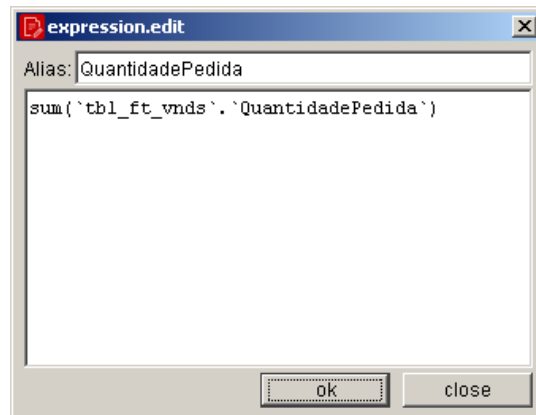 expression.edit
Alias: QuantidadePedida
sum(`tbl_ft_vnds`.`QuantidadePedida`)
ok close